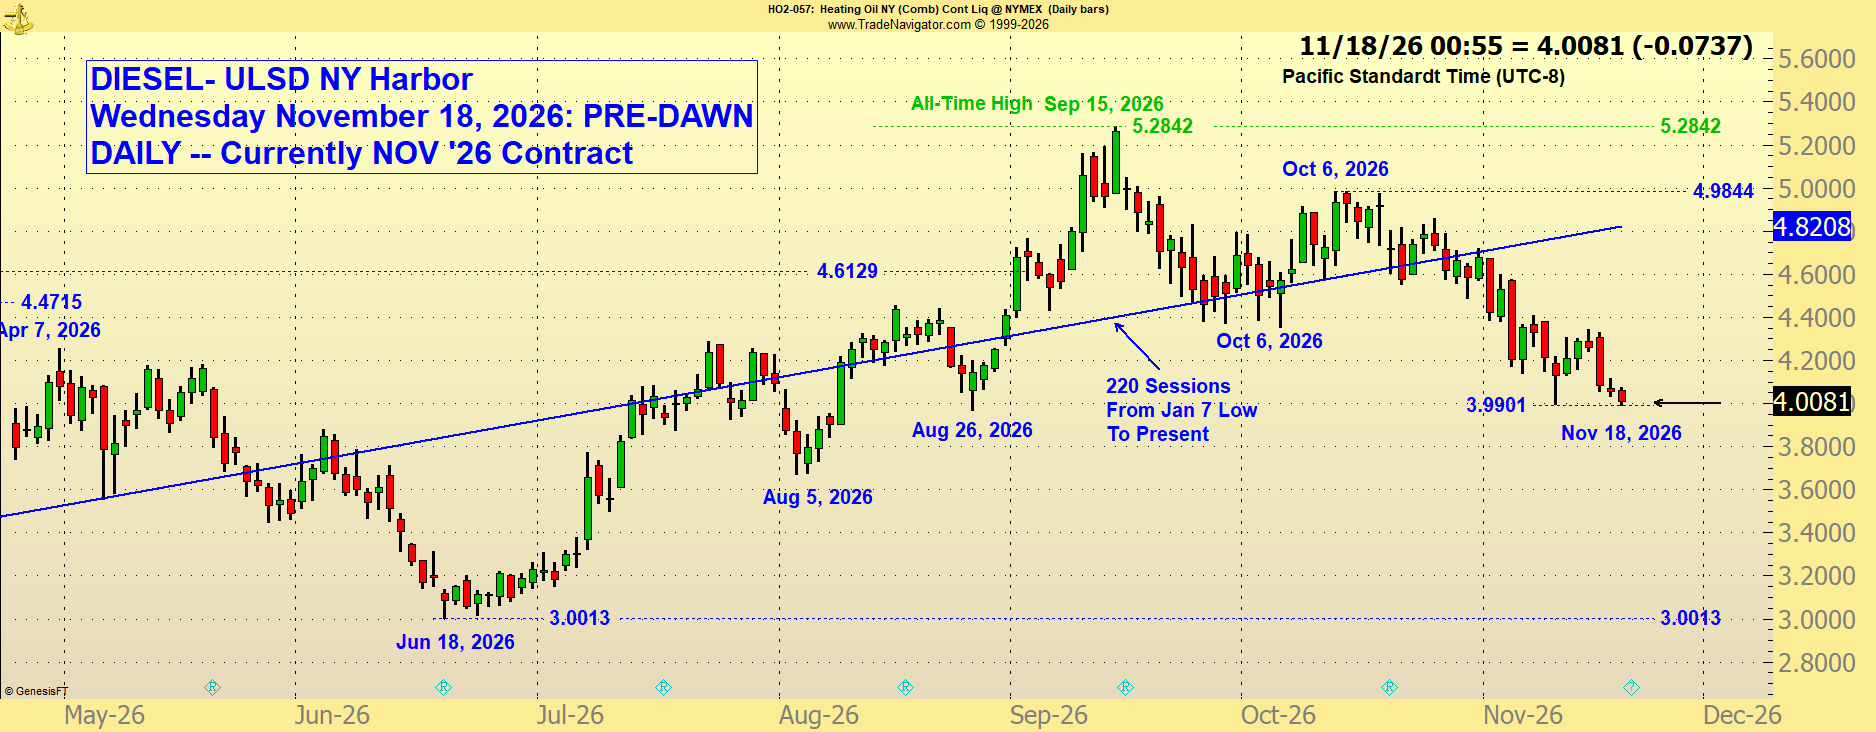 HO2-057: Heating Oil NY (Comb) Cont Liq @ NYMEX (Daily bars)
www.TradeNavigator.com © 1999-2026
11/18/26 00:55 = 4.0081 (-0.0737)
Pacific Standardt Time (UTC-8)
DIESEL- ULSD NY Harbor
Wednesday November 18, 2026: PRE-DAWN
DAILY -- Currently NOV '26 Contract
All-Time High Sep 15, 2026
5.2842
5.2842
Oct 6, 2026
4.9844
4.6129
4.4715
Apr 7, 2026
Oct 6, 2026
220 Sessions
From Jan 7 Low
To Present
3.9901
Aug 26, 2026
Nov 18, 2026
Aug 5, 2026
3.0013
3.0013
Jun 18, 2026
5.6000
5.4000
5.2000
5.0000
4.8208
4.6000
4.4000
4.2000
4.0081
3.8000
3.6000
3.4000
3.2000
3.0000
2.8000
© GenesisFT
R
R
R
R
R
R
?
May-26
Jun-26
Jul-26
Aug-26
Sep-26
Oct-26
Nov-26
Dec-26